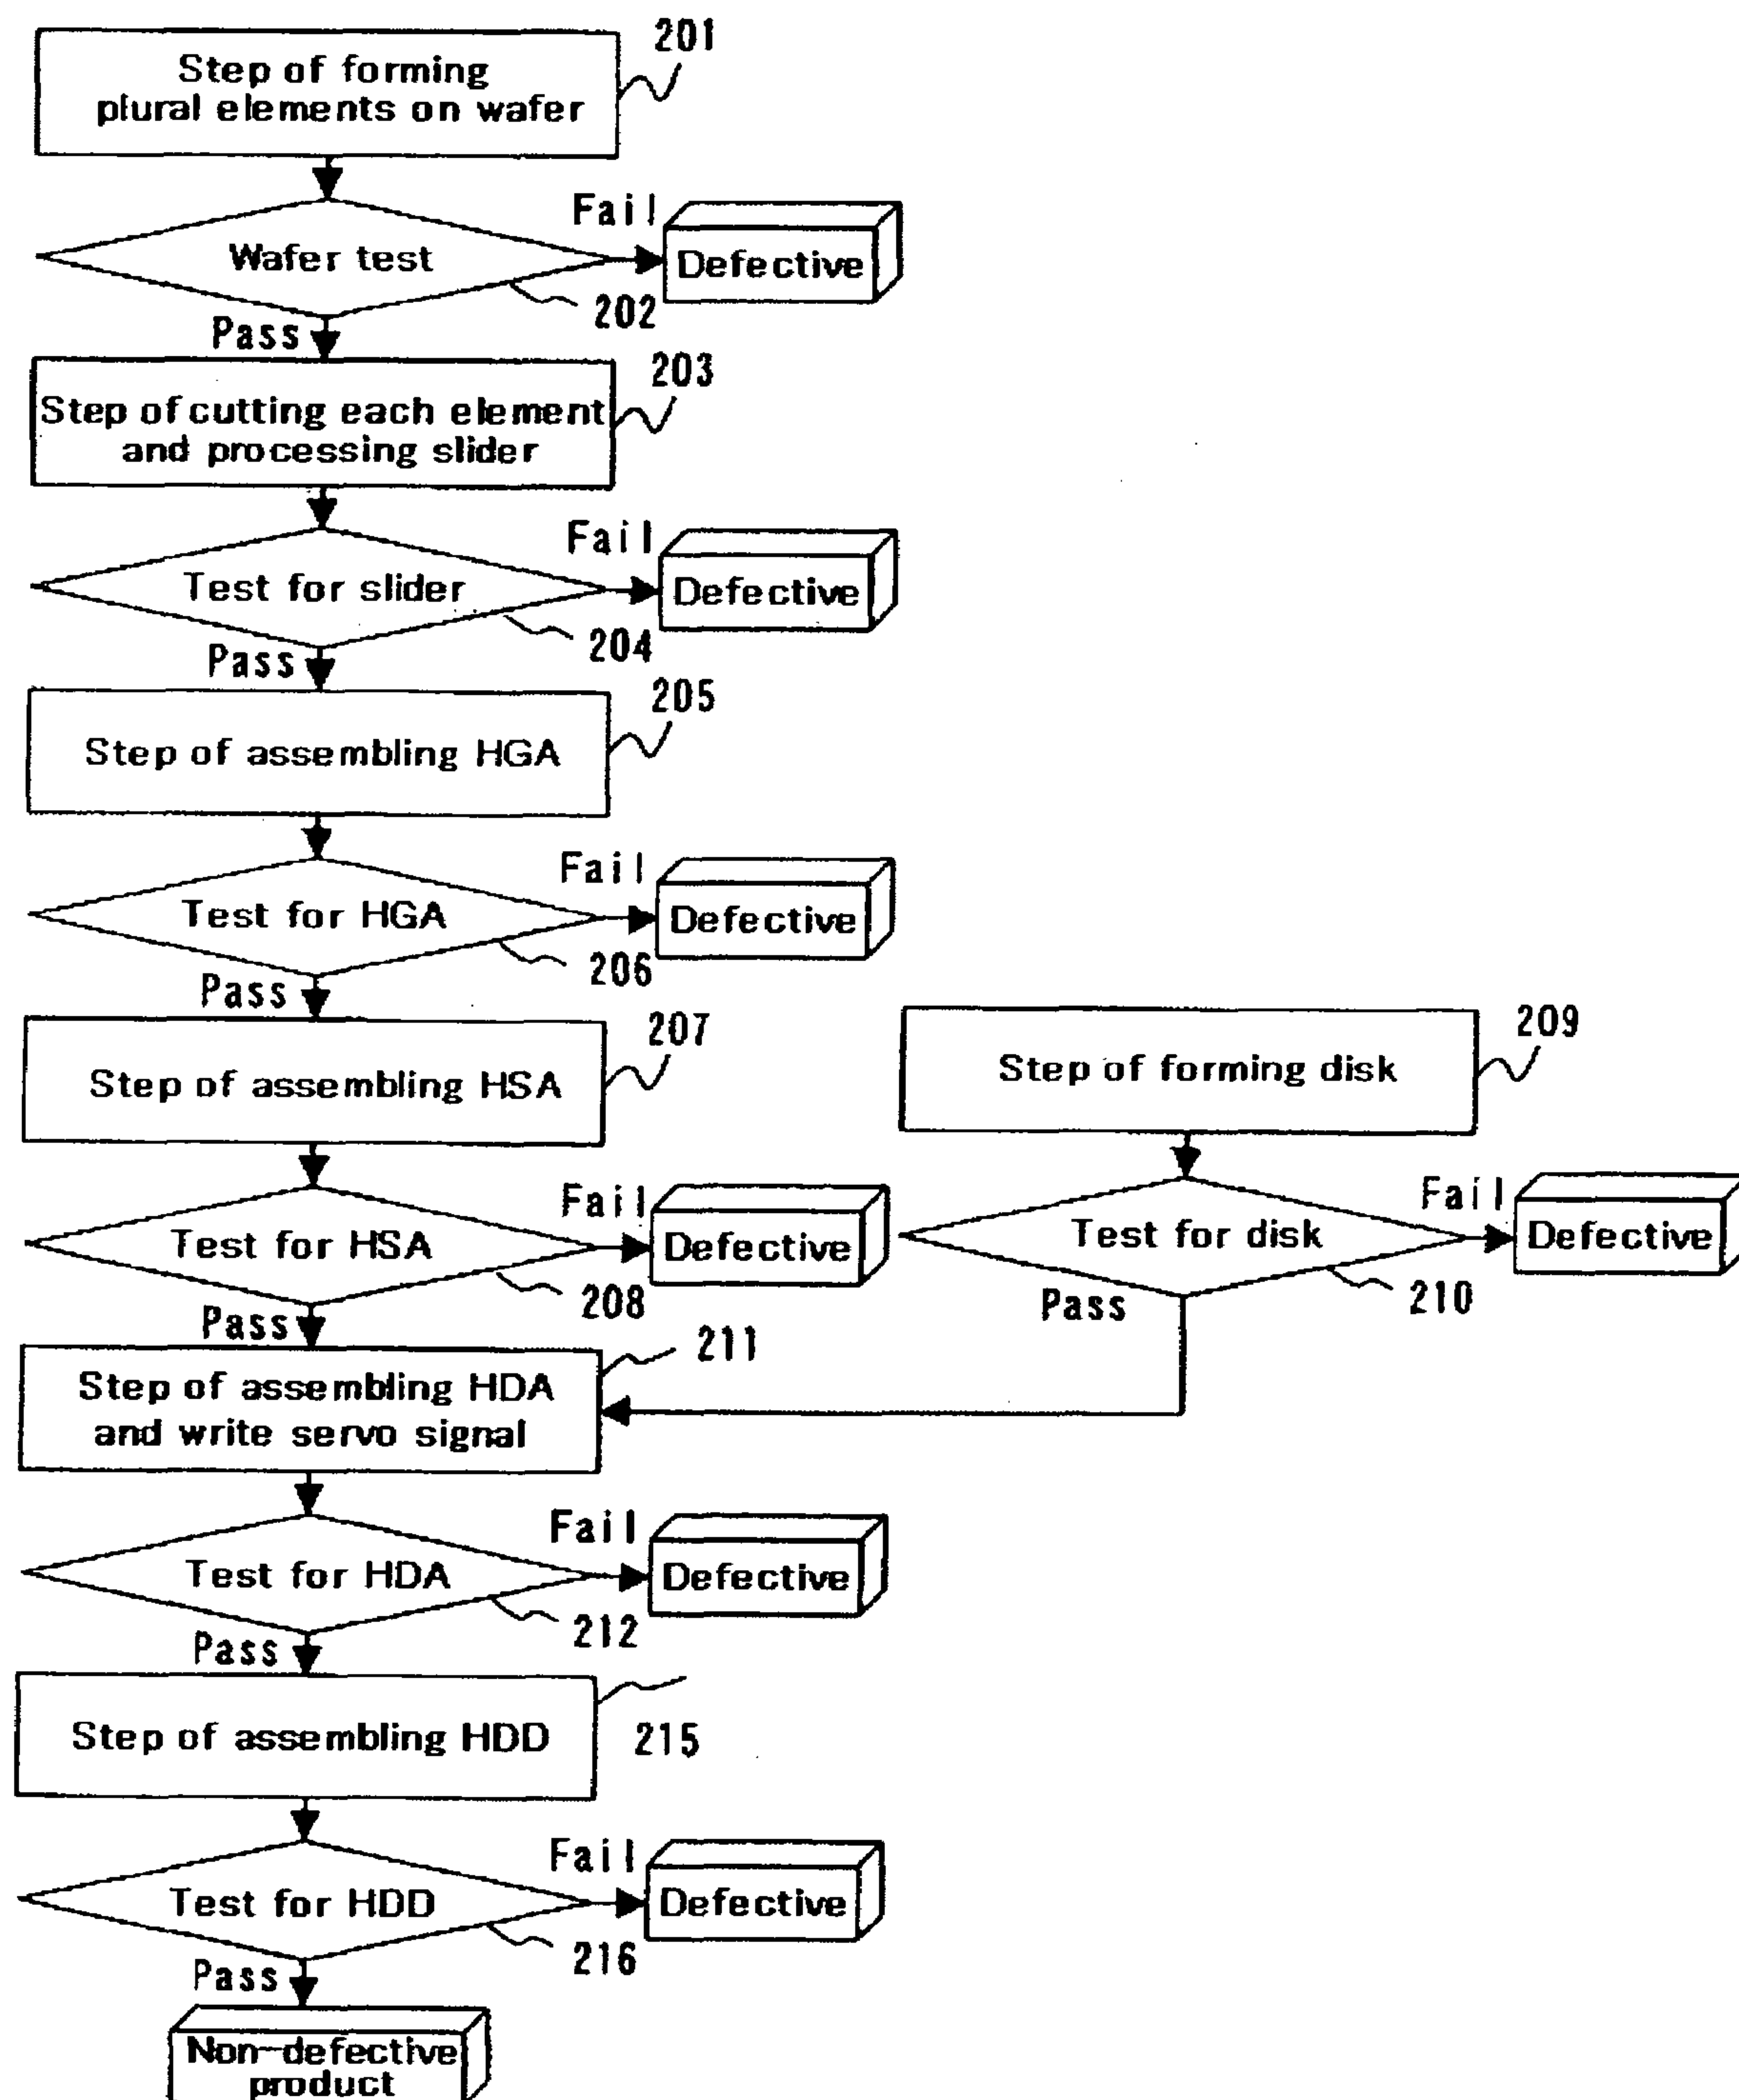 201
Step of forming
plural elements on wafer
Fail
Wafer test
Defective
202
Pass
203
Step of cutting each element
and processing slider
Fail
Test for slider
Defective
204
Pass
205
Step of assembling HGA
Fail
Test for HGA
Defective
206
Pass
207
Step of assembling HSA
209
Step of forming disk
Fail
Test for HSA
Defective
208
Pass
Fail
Test for disk
Defective
210
Pass
211
Step of assembling HDA
and write servo signal
Fail
Test for HDA
Defective
212
Pass
Step of assembling HDD
215
Fail
Test for HDD
Defective
216
Pass
Non-defective
product